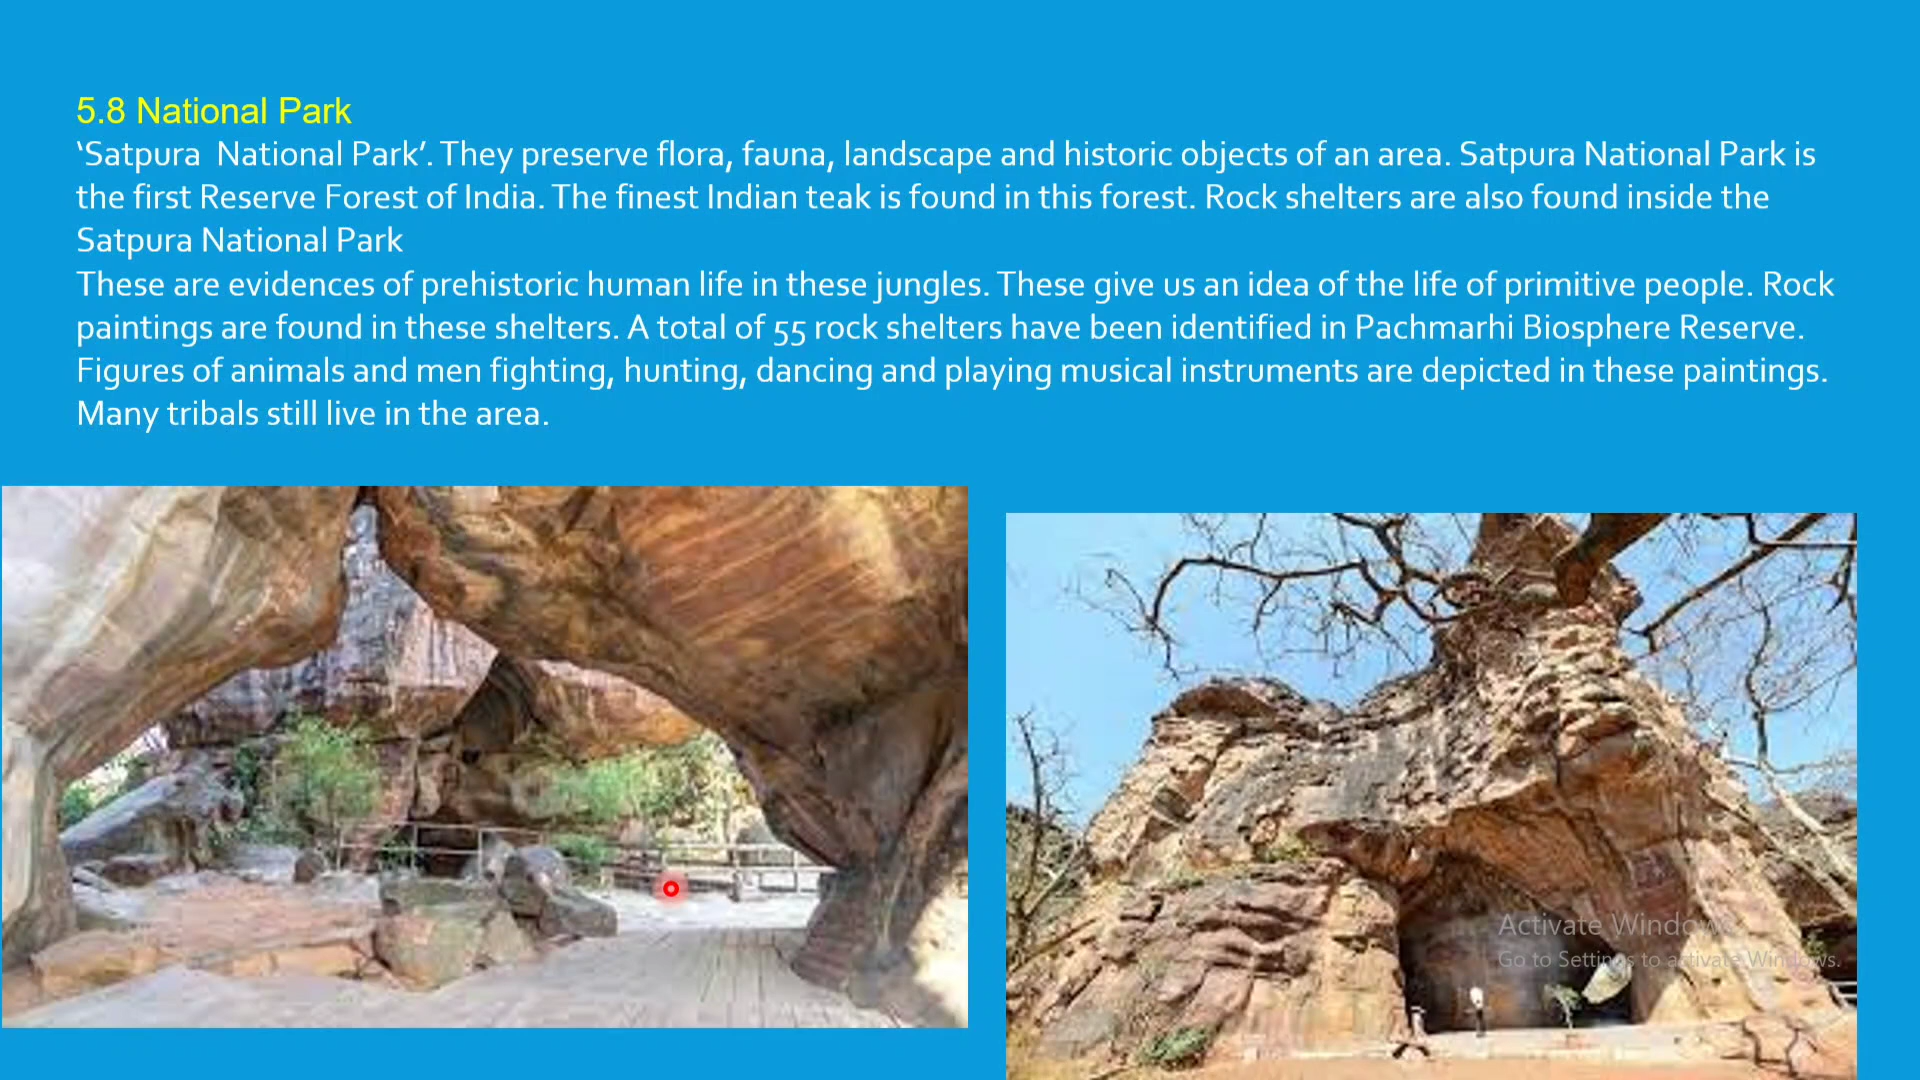 5.8 National Park
‘Satpura National Park’. They preserve flora, fauna, landscape and historic objects of an area. Satpura National Park is
the first Reserve Forest of India. The finest Indian teak is found in this forest. Rock shelters are also found inside the
Satpura National Park
These are evidences of prehistoric human life in these jungles. These give us an idea of the life of primitive people. Rock
paintings are found in these shelters. A total of 55 rock shelters have been identified in Pachmarhi Biosphere Reserve.
Figures of animals and men fighting, hunting, dancing and playing musical instruments are depicted in these paintings.
Many tribals still live in the area.
Activate Windows
Go to Settings to activate Windows.